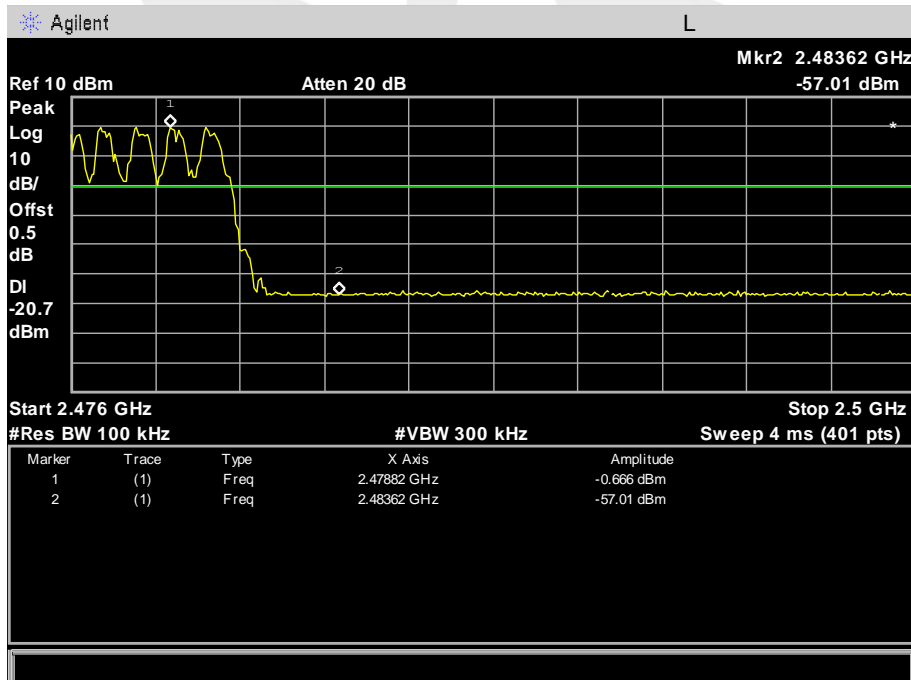 Agilent L
Mkr2 2.48362 GHz
Ref 10 dBm Atten 20 dB -57.01 dBm
Peak
Log
10
dB/
Offst
0.5
dB
DI
-20.7
dBm
1
2
*
Start 2.476 GHz Stop 2.5 GHz
#Res BW 100 kHz #VBW 300 kHz Sweep 4 ms (401 pts)
Marker Trace Type X Axis Amplitude
1 (1) Freq 2.47882 GHz -0.666 dBm
2 (1) Freq 2.48362 GHz -57.01 dBm